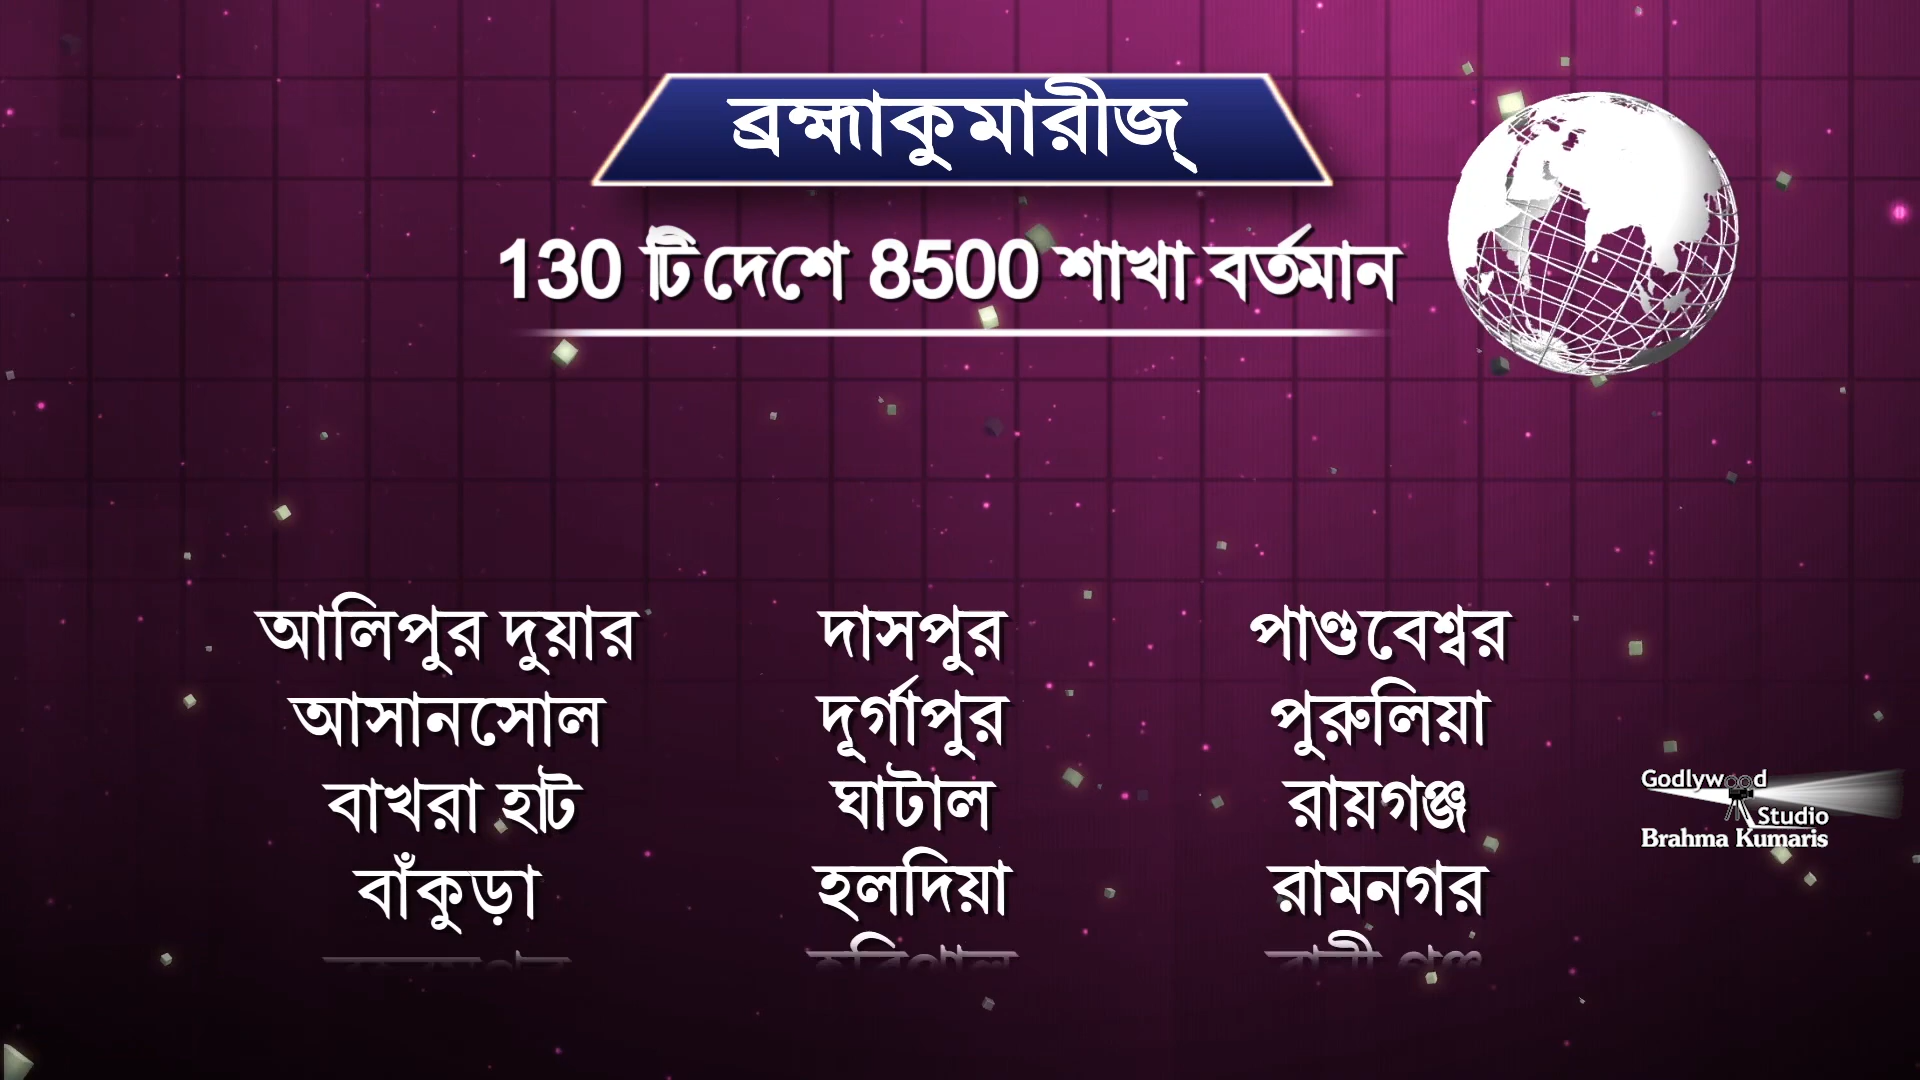 ব্রহ্মাকুমারীজ্
130 টি দেশে 8500 শাখা বর্তমান
আলিপুর দুয়ার
আসানসোল
বাখরা হাট
বাঁকুড়া
দাসপুর
দূর্গাপুর
ঘাটাল
হলদিয়া
পাণ্ডবেশ্বর
পুরুলিয়া
রায়গঞ্জ
রামনগর
Godlywood
Studio
Brahma Kumaris